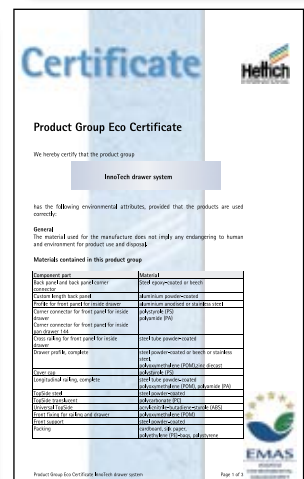 Certificate
Hettich
Product Group Eco Certificate
We hereby certify that the product group
InnoTech drawer system
has the following environmental attributes, provided that the products are used
correctly:
General
The material used for the manufacture does not imply any endangering to human
and environment for product use and disposal.
Materials contained in this product group
Component part Material
Back panel and back panel corner connector Steel epoxy-coated or beech
Custom length back panel aluminium powder-coated
Profile for front panel for inside drawer aluminium anodised or stainless steel
Corner connector for front panel for inside drawer polystyrole (PS)
Corner connector for front panel for inside pan drawer 144 polyamide (PA)
Cross railing for front panel for inside drawer steel tube powder-coated
Drawer profile, complete steel powder-coated or beech or stainless steel, polyoxymethylene (POM),zinc diecast
Cover cap polystyrole (PS)
Longitudinal railing, complete steel tube powder-coated polyoxymethylene (POM), polyamide (PA)
TopSide steel steel powder-coated
TopSide translucent polycarbonate (PC)
Universal TopSide acrylnitrile-butadiene-styrole (ABS)
Front fixing for railing and drawer polyoxymethylene (POM)
Front support steel powder-coated
Packing cardboard, silk paper, polyethylene (PE)-bags, polystyrene
EMAS
Product Group Eco Certificate InnoTech drawer system Page 1 of 3